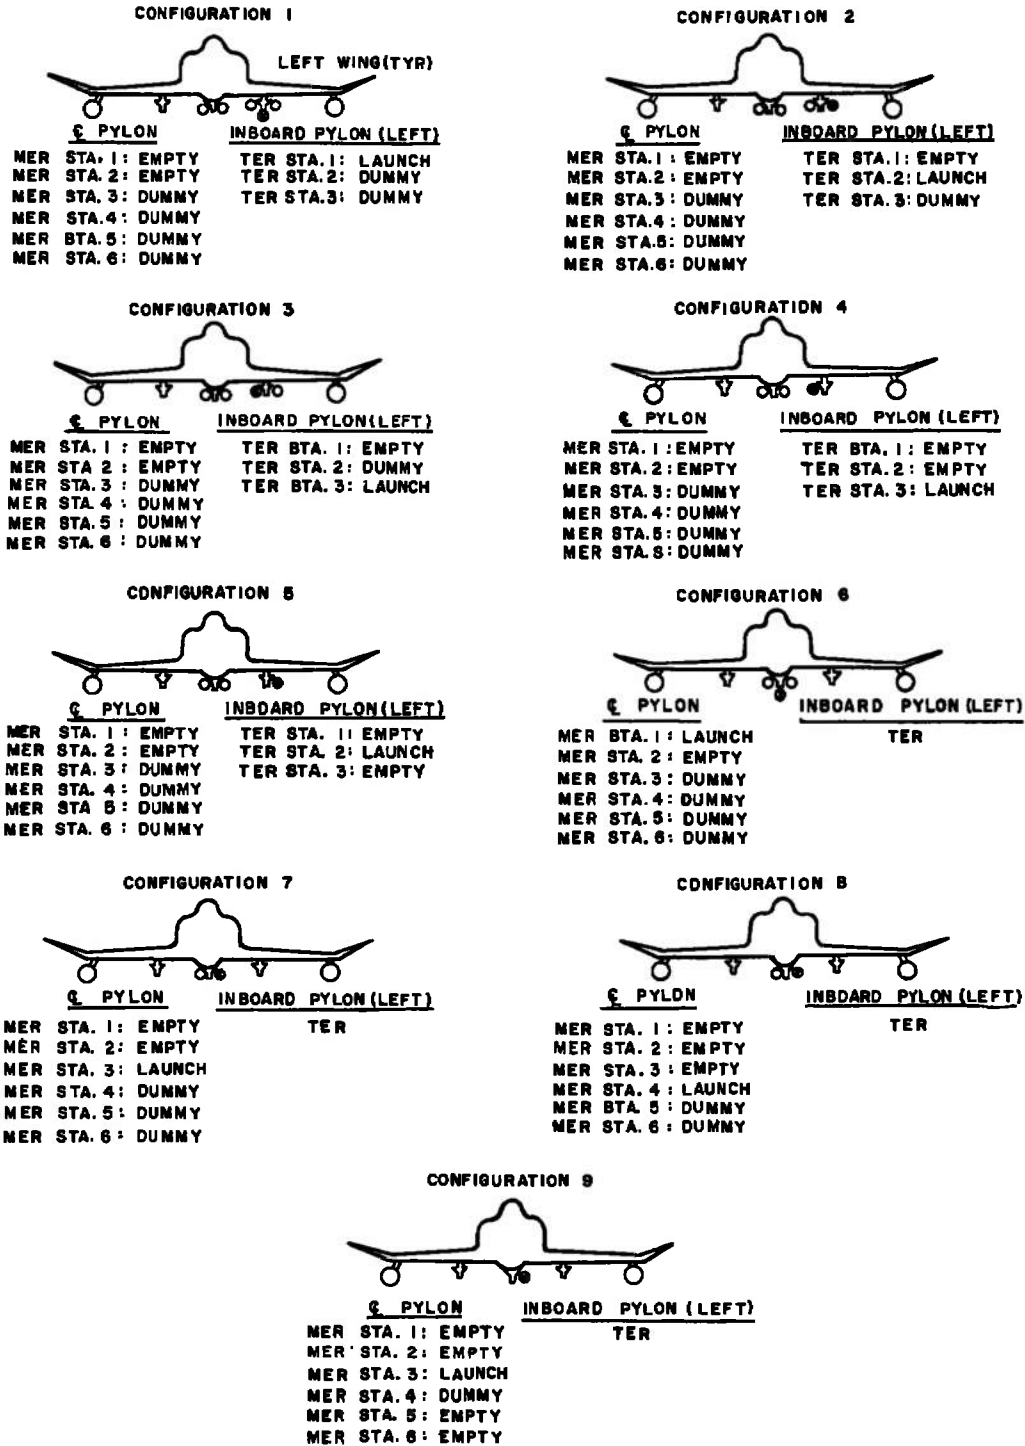 CONFIGURATION 1
LEFT WING(TYR)
℄ PYLON
MER STA. 1: EMPTY
MER STA. 2: EMPTY
MER STA. 3: DUMMY
MER STA. 4: DUMMY
MER BTA. 5: DUMMY
MER STA. 6: DUMMY
INBOARD PYLON (LEFT)
TER STA. 1: LAUNCH
TER STA. 2: DUMMY
TER STA. 3: DUMMY
CONFIGURATION 2
℄ PYLON
MER STA. 1: EMPTY
MER STA. 2: EMPTY
MER STA. 3: DUMMY
MER STA. 4: DUMMY
MER STA. 5: DUMMY
MER STA. 6: DUMMY
INBOARD PYLON (LEFT)
TER STA. 1: EMPTY
TER STA. 2: LAUNCH
TER STA. 3: DUMMY
CONFIGURATION 3
℄ PYLON
MER STA. 1: EMPTY
MER STA 2: EMPTY
MER STA. 3: DUMMY
MER STA. 4: DUMMY
MER STA. 5: DUMMY
MER STA. 6: DUMMY
INBOARD PYLON (LEFT)
TER BTA. 1: EMPTY
TER STA. 2: DUMMY
TER BTA. 3: LAUNCH
CONFIGURATION 4
℄ PYLON
MER STA. 1: EMPTY
MER STA. 2: EMPTY
MER STA. 3: DUMMY
MER STA. 4: DUMMY
MER STA. 5: DUMMY
MER STA. S: DUMMY
INBOARD PYLON (LEFT)
TER BTA. 1: EMPTY
TER STA. 2: EMPTY
TER STA. 3: LAUNCH
CONFIGURATION 5
℄ PYLON
MER STA. 1: EMPTY
MER STA. 2: EMPTY
MER STA. 3: DUMMY
MER STA. 4: DUMMY
MER STA 5: DUMMY
MER STA. 6: DUMMY
INBOARD PYLON (LEFT)
TER STA. 1: EMPTY
TER STA. 2: LAUNCH
TER STA. 3: EMPTY
CONFIGURATION 6
℄ PYLON
MER BTA. 1: LAUNCH
MER STA. 2: EMPTY
MER STA. 3: DUMMY
MER STA. 4: DUMMY
MER STA. 5: DUMMY
MER STA. 6: DUMMY
INBOARD PYLON (LEFT)
TER
CONFIGURATION 7
℄ PYLON
MER STA. 1: EMPTY
MER STA. 2: EMPTY
MER STA. 3: LAUNCH
MER STA. 4: DUMMY
MER STA. 5: DUMMY
MER STA. 6: DUMMY
INBOARD PYLON (LEFT)
TER
CONFIGURATION B
℄ PYLON
MER STA. 1: EMPTY
MER STA. 2: EMPTY
MER STA. 3: EMPTY
MER STA. 4: LAUNCH
MER BTA. 5: DUMMY
MER STA. 6: DUMMY
INBOARD PYLON (LEFT)
TER
CONFIGURATION 9
℄ PYLON
MER STA. 1: EMPTY
MER STA. 2: EMPTY
MER STA. 3: LAUNCH
MER STA. 4: DUMMY
MER STA. 5: EMPTY
MER STA. 6: EMPTY
INBOARD PYLON (LEFT)
TER